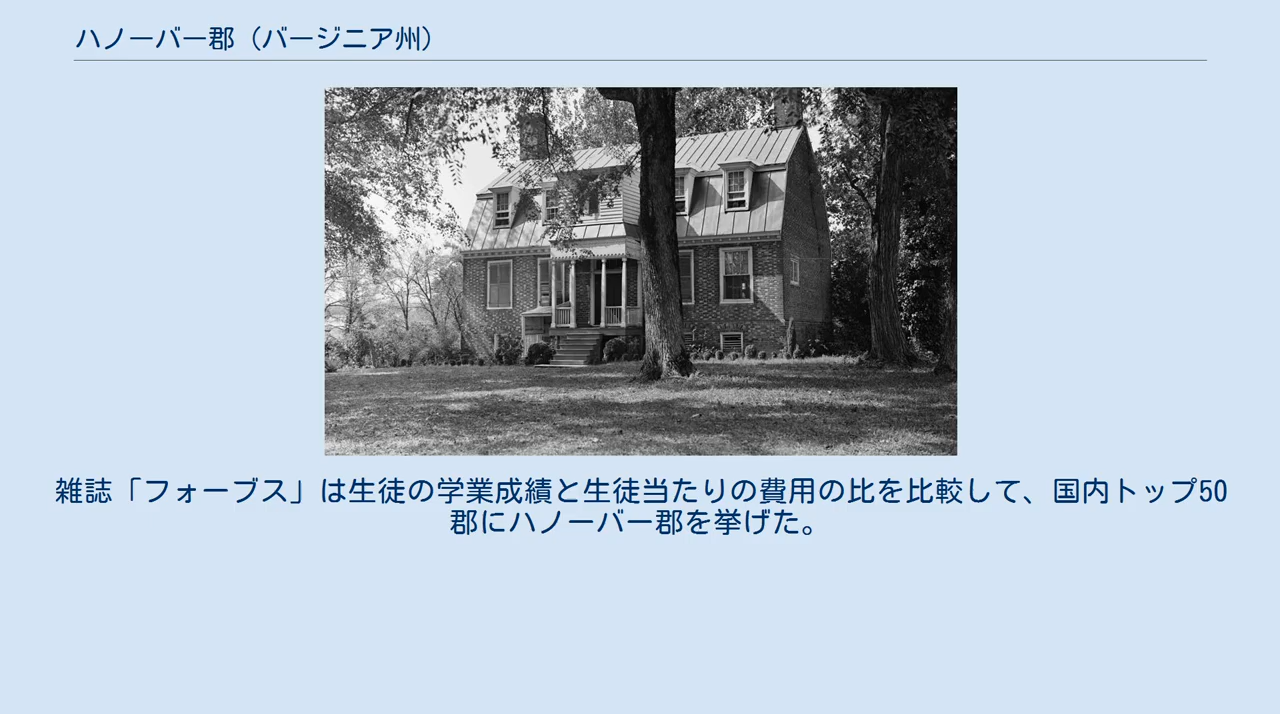 ハノーバー郡（バージニア州）
雑誌「フォーブス」は生徒の学業成績と生徒当たりの費用の比を比較して、国内トップ50
郡にハノーバー郡を挙げた。